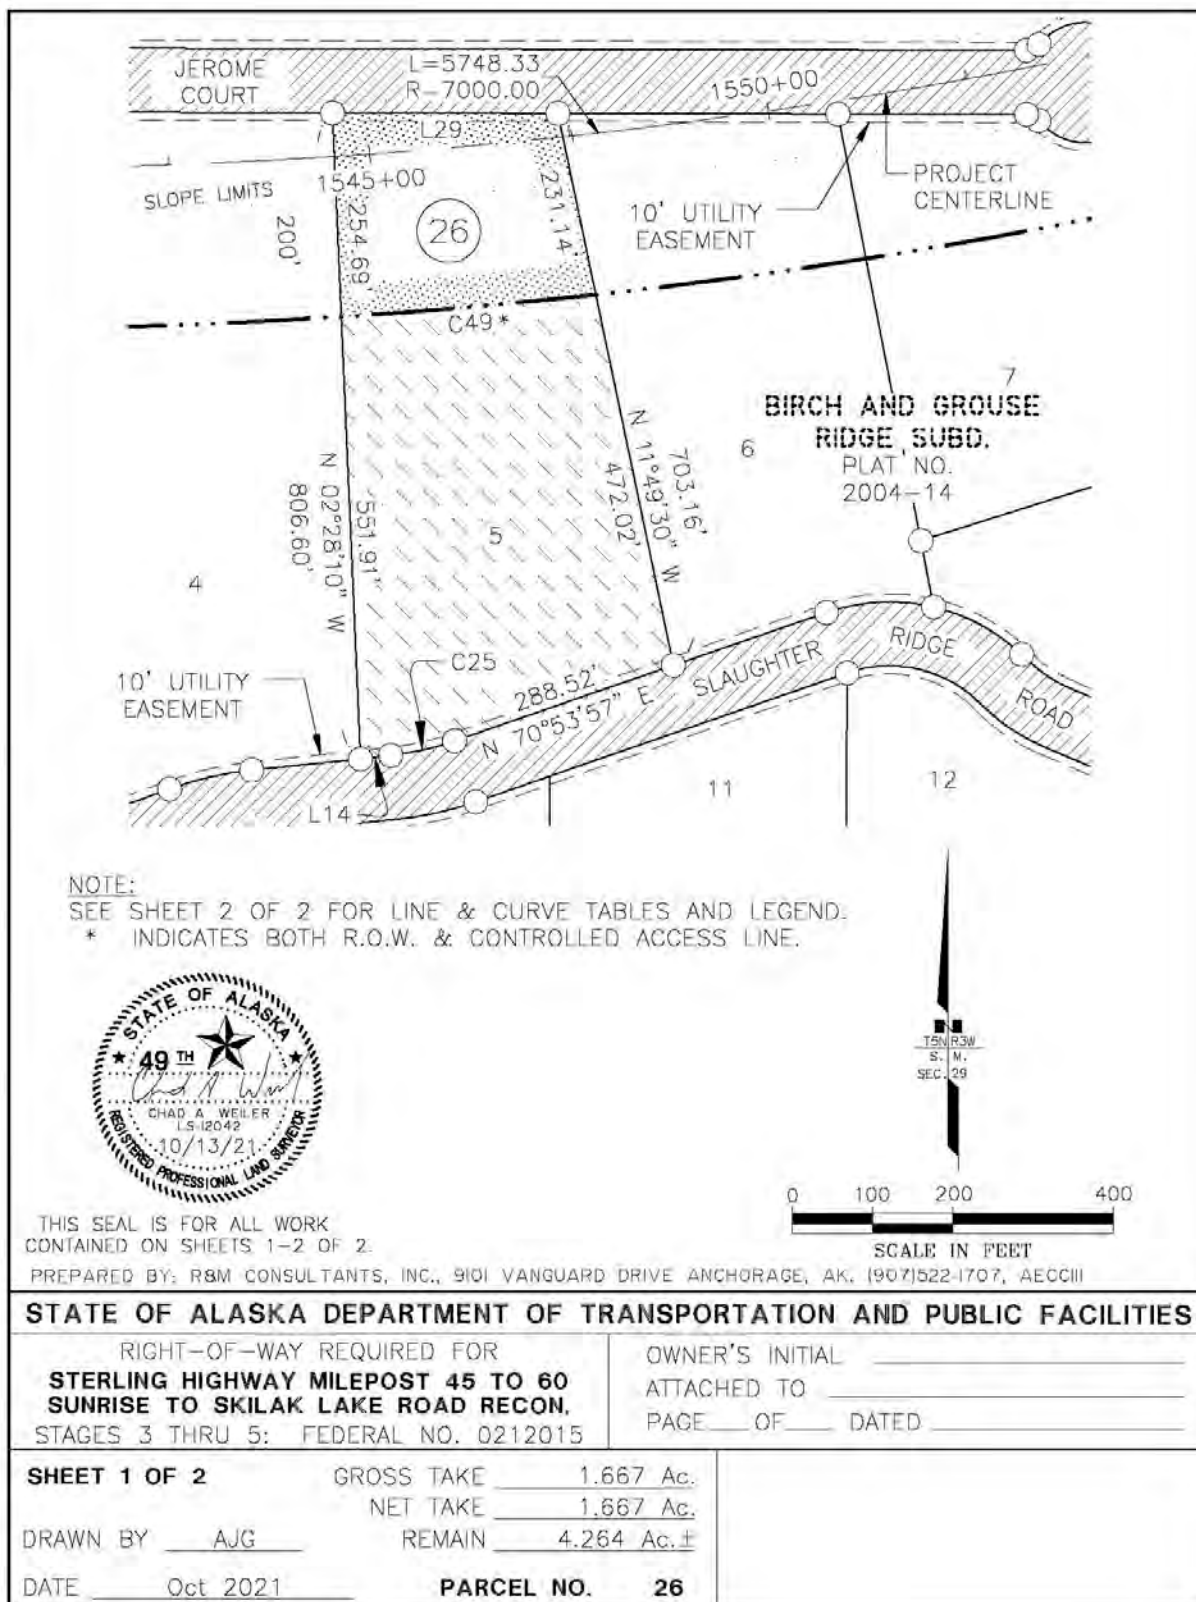 JEROME
COURT
L=5748.33
R=7000.00
1550+00
L29
SLOPE LIMITS
1545+00
PROJECT
CENTERLINE
10' UTILITY
EASEMENT
200'
254.69'
26
231.14'
C49*
7
BIRCH AND GROUSE
RIDGE SUBD.
PLAT NO.
2004-14
6
N 11°49'30" W
703.16'
472.02'
5
N 02°28'10" W
806.60'
551.91'
4
C25
10' UTILITY
EASEMENT
288.52'
N 70°53'57" E
SLAUGHTER
RIDGE
ROAD
L14
11
12
NOTE:
SEE SHEET 2 OF 2 FOR LINE & CURVE TABLES AND LEGEND.
* INDICATES BOTH R.O.W. & CONTROLLED ACCESS LINE.
STATE OF ALASKA
49 TH
CHAD A. WEILER
LS-12042
10/13/21
REGISTERED PROFESSIONAL LAND SURVEYOR
T5N R3W
S. M.
SEC. 29
0 100 200 400
SCALE IN FEET
THIS SEAL IS FOR ALL WORK
CONTAINED ON SHEETS 1-2 OF 2.
PREPARED BY: R&M CONSULTANTS, INC., 9101 VANGUARD DRIVE ANCHORAGE, AK. (907)522-1707, AECC111
STATE OF ALASKA DEPARTMENT OF TRANSPORTATION AND PUBLIC FACILITIES
RIGHT-OF-WAY REQUIRED FOR
STERLING HIGHWAY MILEPOST 45 TO 60
SUNRISE TO SKILAK LAKE ROAD RECON.
STAGES 3 THRU 5: FEDERAL NO. 0212015
OWNER'S INITIAL
ATTACHED TO
PAGE OF DATED
SHEET 1 OF 2
GROSS TAKE 1.667 Ac.
NET TAKE 1.667 Ac.
DRAWN BY AJG
REMAIN 4.264 Ac.±
DATE Oct 2021
PARCEL NO. 26